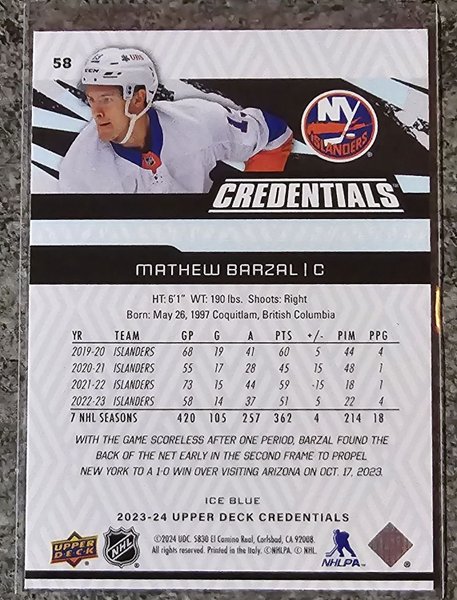 58
CCM
UBS
13
NY
ISLANDERS
CREDENTIALS
MATHEW BARZAL | C
HT: 6'1" WT: 190 lbs. Shoots: Right
Born: May 26, 1997 Coquitlam, British Columbia
YR TEAM GP G A PTS +/- PIM PPG
2019-20 ISLANDERS 68 19 41 60 5 44 4
2020-21 ISLANDERS 55 17 28 45 15 48 1
2021-22 ISLANDERS 73 15 44 59 -15 18 1
2022-23 ISLANDERS 58 14 37 51 5 22 4
7 NHL SEASONS 420 105 257 362 4 214 18
WITH THE GAME SCORELESS AFTER ONE PERIOD, BARZAL FOUND THE
BACK OF THE NET EARLY IN THE SECOND FRAME TO PROPEL
NEW YORK TO A 1-0 WIN OVER VISITING ARIZONA ON OCT. 17, 2023.
ICE BLUE
2023-24 UPPER DECK CREDENTIALS
UPPER DECK
NHL
©2024 UDC. 5830 El Camino Real, Carlsbad, CA 92008.
All rights reserved. Printed in the Italy. ©NHLPA. © NHL.
NHLPA